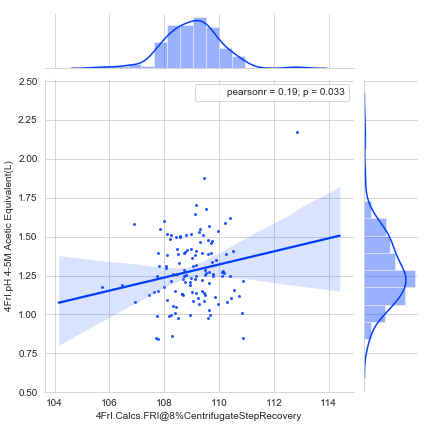 pearsonr = 0.19; p = 0.033
2.50
2.25
2.00
1.75
1.50
1.25
1.00
0.75
0.50
4FrI.pH 4-5M Acetic Equivalent(L)
104 106 108 110 112 114
4FrI.Calcs.FRI@8%CentrifugateStepRecovery